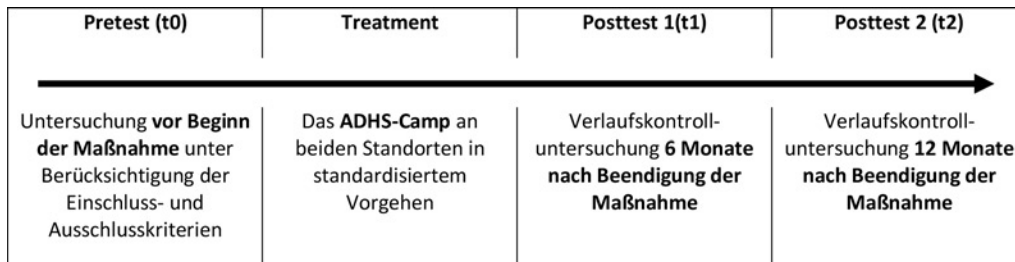 Pretest (t0)
Treatment
Posttest 1(t1)
Posttest 2 (t2)
Untersuchung vor Beginn
der Maßnahme unter
Berücksichtigung der
Einschluss- und
Ausschlusskriterien
Das ADHS-Camp an
beiden Standorten in
standardisiertem
Vorgehen
Verlaufskontroll-
untersuchung 6 Monate
nach Beendigung der
Maßnahme
Verlaufskontroll-
untersuchung 12 Monate
nach Beendigung der
Maßnahme